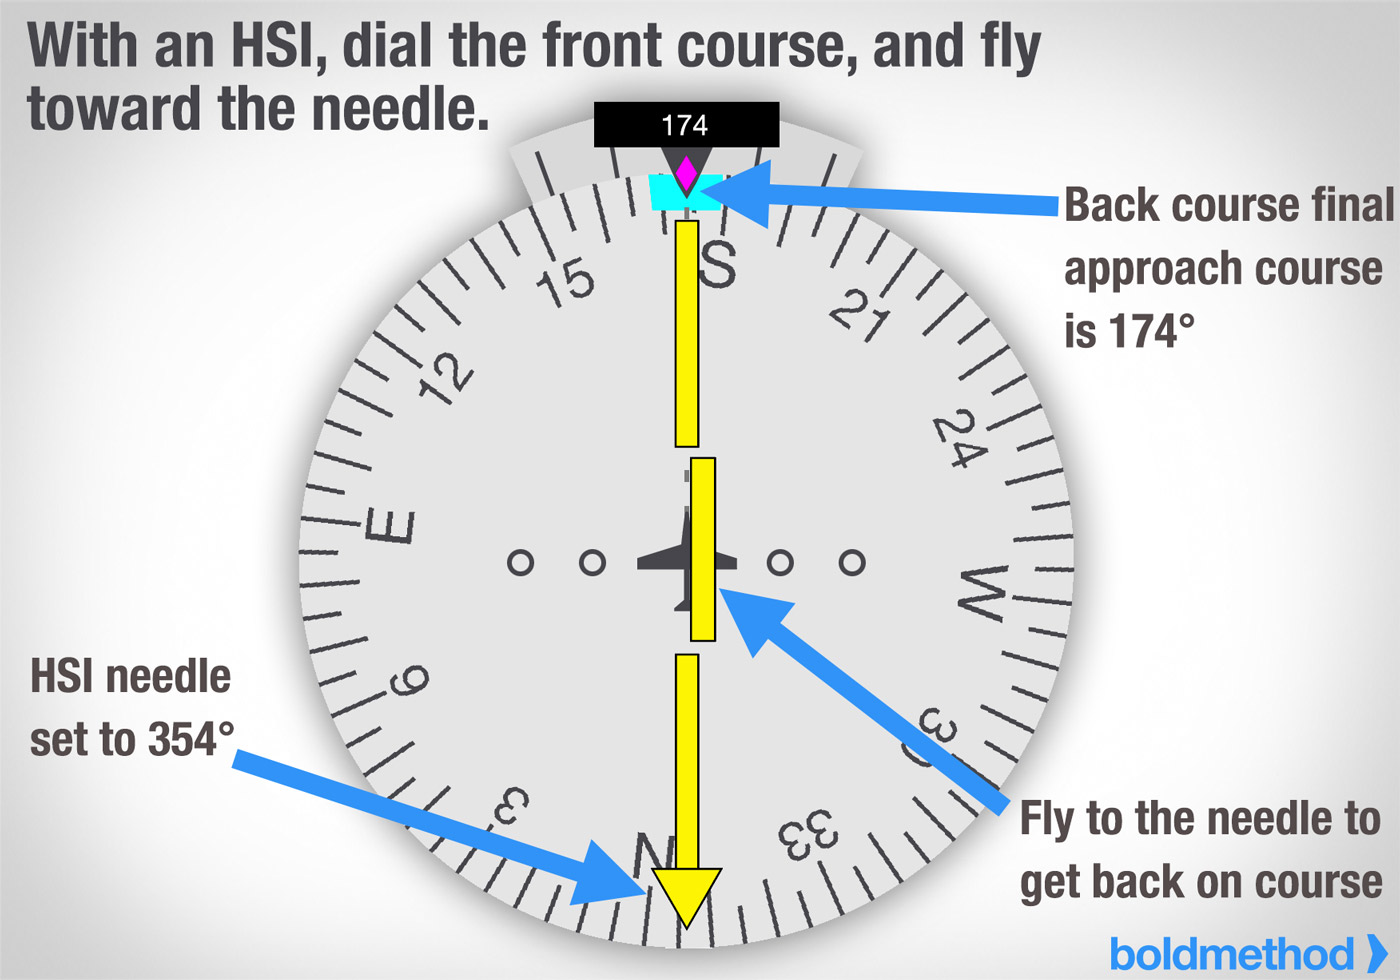 With an HSI, dial the front course, and fly
toward the needle.
174
Back course final
approach course
is 174°
S
15
21
12
24
E
W
6
30
HSI needle
set to 354°
3
33
N
Fly to the needle to
get back on course
boldmethod